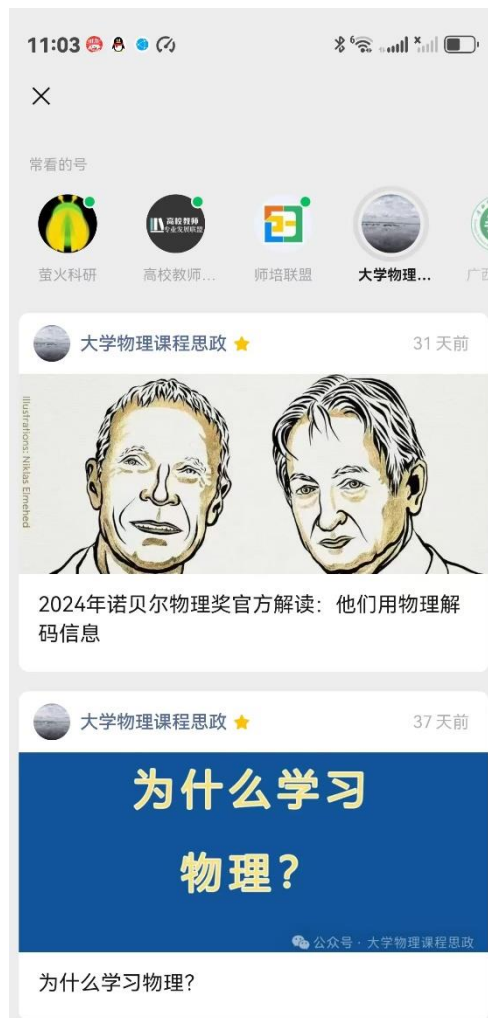 11:03
常看的号
萤火科研
高校教师...
师培联盟
大学物理...
广西
高校教师
专业发展联盟
大学物理课程思政
31天前
Illustrations: Niklas Elmehed
2024年诺贝尔物理奖官方解读：他们用物理解
码信息
大学物理课程思政
37天前
为什么学习
物理？
公众号 · 大学物理课程思政
为什么学习物理？